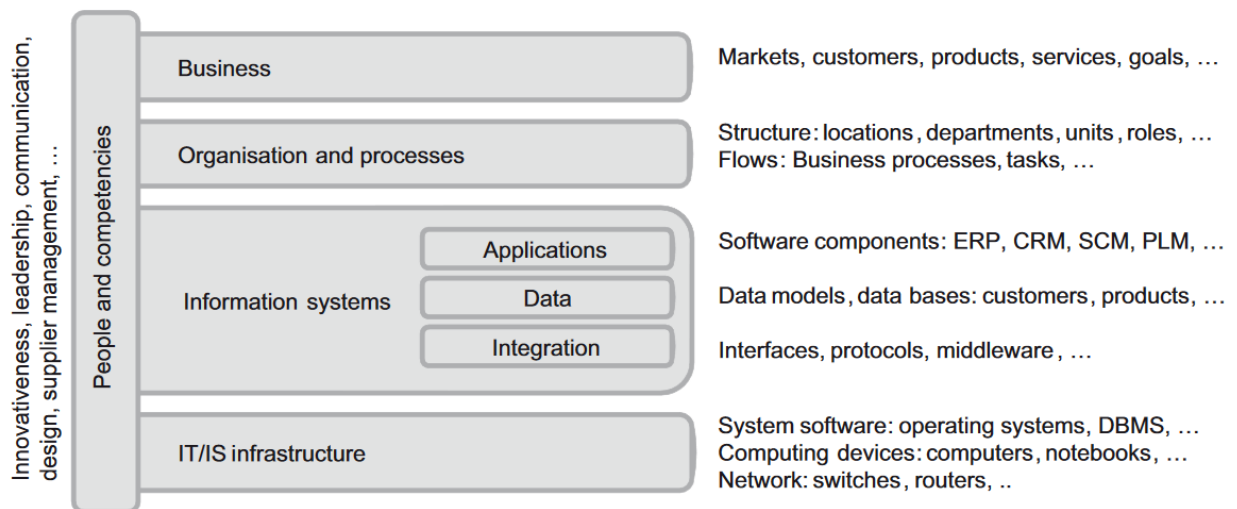 Innovativeness, leadership, communication,
design, supplier management, …
People and competencies
Business
Markets, customers, products, services, goals, …
Organisation and processes
Structure: locations, departments, units, roles, …
Flows: Business processes, tasks, …
Information systems
Applications
Software components: ERP, CRM, SCM, PLM, …
Data
Data models, data bases: customers, products, …
Integration
Interfaces, protocols, middleware, …
IT/IS infrastructure
System software: operating systems, DBMS, …
Computing devices: computers, notebooks, …
Network: switches, routers, ..